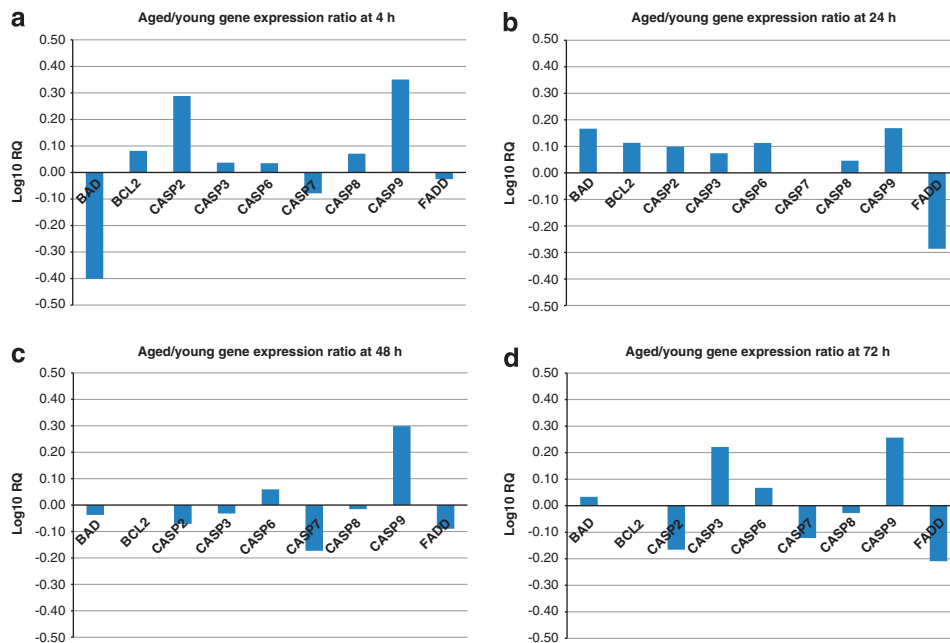 a
Aged/young gene expression ratio at 4 h
0.50
0.40
0.30
0.20
0.10
0.00
-0.10
-0.20
-0.30
-0.40
-0.50
Log10 RQ
BAD
BCL2
CASP2
CASP3
CASP6
CASP7
CASP8
CASP9
FADD
b
Aged/young gene expression ratio at 24 h
0.50
0.40
0.30
0.20
0.10
0.00
-0.10
-0.20
-0.30
-0.40
-0.50
Log10 RQ
BAD
BCL2
CASP2
CASP3
CASP6
CASP7
CASP8
CASP9
FADD
c
Aged/young gene expression ratio at 48 h
0.50
0.40
0.30
0.20
0.10
0.00
-0.10
-0.20
-0.30
-0.40
-0.50
Log10 RQ
BAD
BCL2
CASP2
CASP3
CASP6
CASP7
CASP8
CASP9
FADD
d
Aged/young gene expression ratio at 72 h
0.50
0.40
0.30
0.20
0.10
0.00
-0.10
-0.20
-0.30
-0.40
-0.50
Log10 RQ
BAD
BCL2
CASP2
CASP3
CASP6
CASP7
CASP8
CASP9
FADD